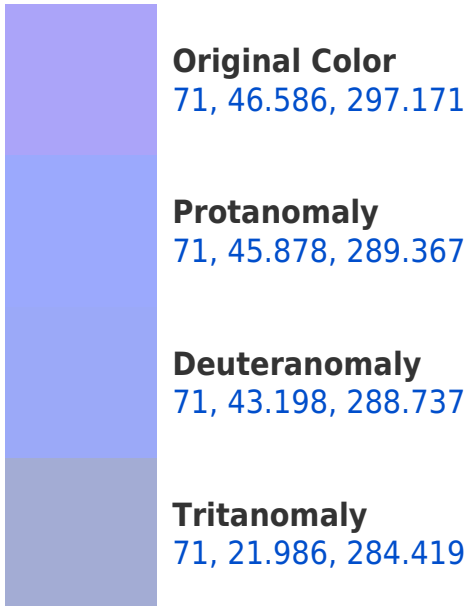 Original Color
71, 46.586, 297.171
Protanomaly
71, 45.878, 289.367
Deuteranomaly
71, 43.198, 288.737
Tritanomaly
71, 21.986, 284.419